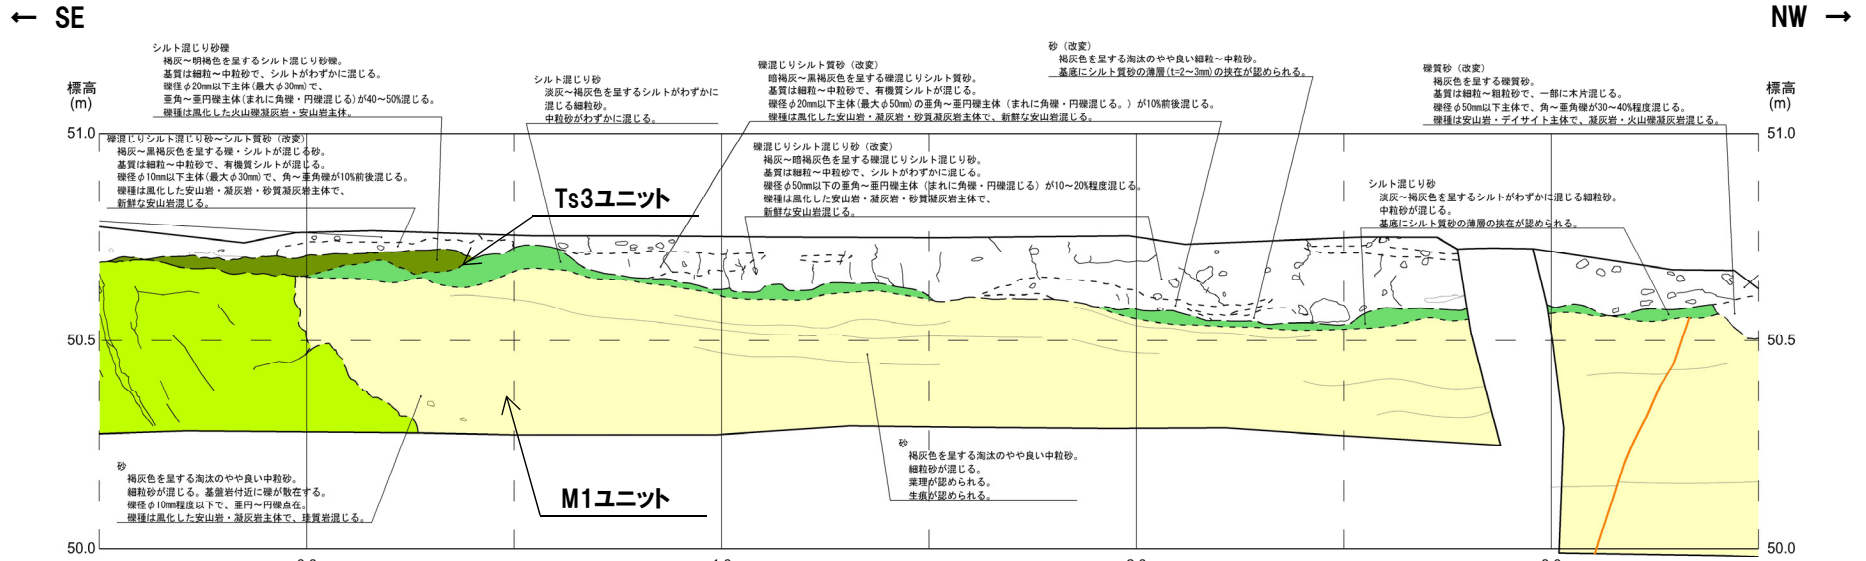 ← SE
NW →
シルト混じり砂礫
褐灰～明褐色を呈するシルト混じり砂礫。
基質は細粒～中粒砂で、シルトがわずかに混じる。
礫径φ20mm以下主体(最大φ30mm)で、
亜角～亜円礫主体(まれに角礫・円礫混じる)が40～50%混じる。
礫種は風化した火山礫凝灰岩・安山岩主体。
シルト混じり砂
淡灰～褐灰色を呈するシルトがわずかに
混じる細粒砂。
中粒砂がわずかに混じる。
礫混じりシルト質砂（改変）
暗褐灰～黒褐灰色を呈する礫混じりシルト質砂。
基質は細粒～中粒砂で、有機質シルトが混じる。
礫径φ20mm以下主体(最大φ50mm)の亜角～亜円礫主体（まれに角礫・円礫混じる。）が10%前後混じる。
礫種は風化した安山岩・凝灰岩・砂質凝灰岩主体で、新鮮な安山岩混じる。
砂（改変）
褐灰色を呈する淘汰のやや良い細粒～中粒砂。
基底にシルト質砂の薄層(t=2～3mm)の挟在が認められる。
礫質砂（改変）
褐灰色を呈する礫質砂。
基質は細粒～粗粒砂で、一部に木片混じる。
礫径φ50mm以下主体で、角～亜角礫が30～40%程度混じる。
礫種は安山岩・デイサイト主体で、凝灰岩・火山礫凝灰岩混じる。
標高
(m)
標高
(m)
51.0
51.0
礫混じりシルト混じり砂～シルト質砂（改変）
褐灰～黒褐灰色を呈する礫・シルトが混じる砂。
基質は細粒～中粒砂で、有機質シルトが混じる。
礫径φ10mm以下主体(最大φ30mm)で、角～亜角礫が10%前後混じる。
礫種は風化した安山岩・凝灰岩・砂質凝灰岩主体で、
新鮮な安山岩混じる。
礫混じりシルト混じり砂（改変）
褐灰～暗褐灰色を呈する礫混じりシルト混じり砂。
基質は細粒～中粒砂で、シルトがわずかに混じる。
礫径φ50mm以下の亜角～亜円礫主体（まれに角礫・円礫混じる）が10～20%程度混じる。
礫種は風化した安山岩・凝灰岩・砂質凝灰岩主体で、
新鮮な安山岩混じる。
シルト混じり砂
淡灰～褐灰色を呈するシルトがわずかに混じる細粒砂。
中粒砂が混じる。
基底にシルト質砂の薄層の挟在が認められる。
Ts3ユニット
50.5
50.5
砂
褐灰色を呈する淘汰のやや良い中粒砂。
細粒砂が混じる。基盤岩付近に礫が散在する。
礫径φ10mm程度以下で、亜円～円礫点在。
礫種は風化した安山岩・凝灰岩主体で、珪質岩混じる。
M1ユニット
砂
褐灰色を呈する淘汰のやや良い中粒砂。
細粒砂が混じる。
葉理が認められる。
生痕が認められる。
50.0
50.0